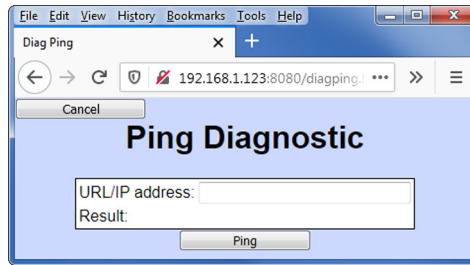 File Edit View History Bookmarks Tools Help
Diag Ping
192.168.1.123:8080/diagping.
Cancel
Ping Diagnostic
URL/IP address:
Result:
Ping